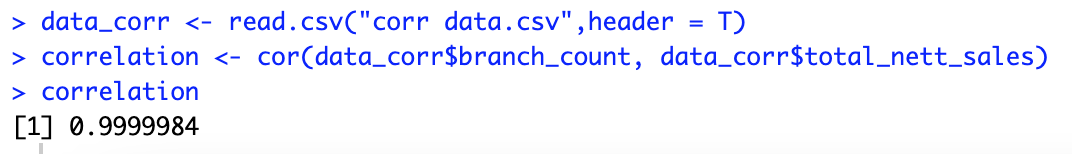 > data_corr <- read.csv("corr data.csv",header = T)
> correlation <- cor(data_corr$branch_count, data_corr$total_nett_sales)
> correlation
[1] 0.9999984